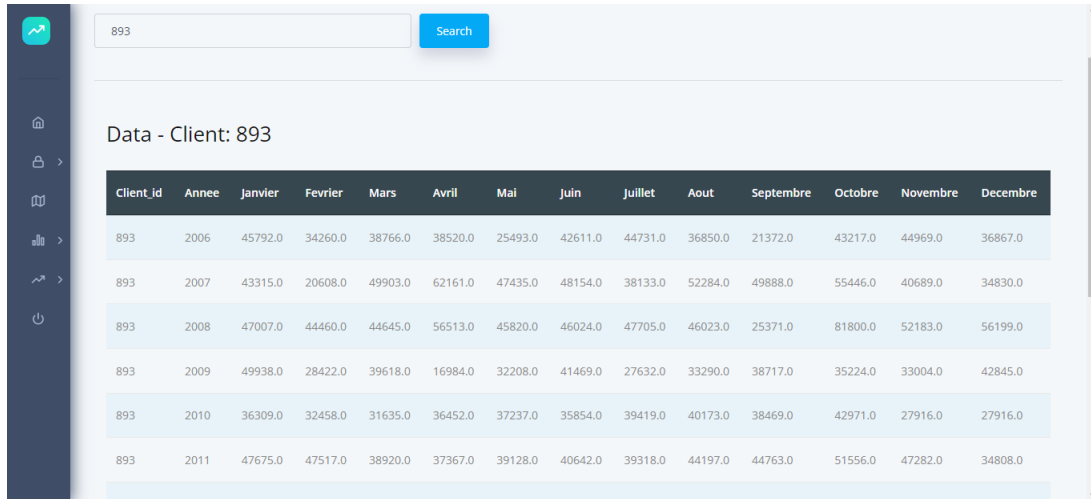 893 Search
Data - Client: 893
Client_id Annee Janvier Fevrier Mars Avril Mai Juin Juillet Aout Septembre Octobre Novembre Decembre
893 2006 45792.0 34260.0 38766.0 38520.0 25493.0 42611.0 44731.0 36850.0 21372.0 43217.0 44969.0 36867.0
893 2007 43315.0 20608.0 49903.0 62161.0 47435.0 48154.0 38133.0 52284.0 49888.0 55446.0 40689.0 34830.0
893 2008 47007.0 44460.0 44645.0 56513.0 45820.0 46024.0 47705.0 46023.0 25371.0 81800.0 52183.0 56199.0
893 2009 49938.0 28422.0 39618.0 16984.0 32208.0 41469.0 27632.0 33290.0 38717.0 35224.0 33004.0 42845.0
893 2010 36309.0 32458.0 31635.0 36452.0 37237.0 35854.0 39419.0 40173.0 38469.0 42971.0 27916.0 27916.0
893 2011 47675.0 47517.0 38920.0 37367.0 39128.0 40642.0 39318.0 44197.0 44763.0 51556.0 47282.0 34808.0